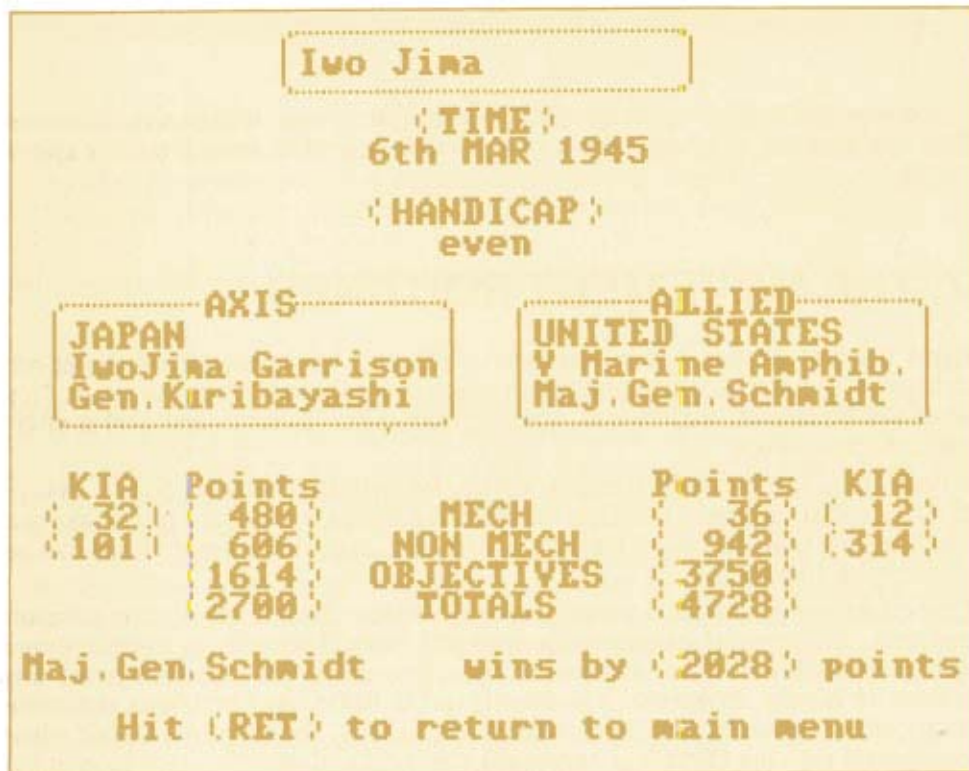 Iwo Jima
TIME
6th MAR 1945
HANDICAP
even
AXIS ALLIED
JAPAN UNITED STATES
IwoJima Garrison V Marine Amphib.
Gen.Kuribayashi Maj.Gen.Schmidt
KIA Points Points KIA
32 480 MECH 36 12
101 606 NON MECH 942 314
1614 OBJECTIVES 3750
2700 TOTALS 4728
Maj.Gen.Schmidt wins by 2028 points
Hit (RET) to return to main menu